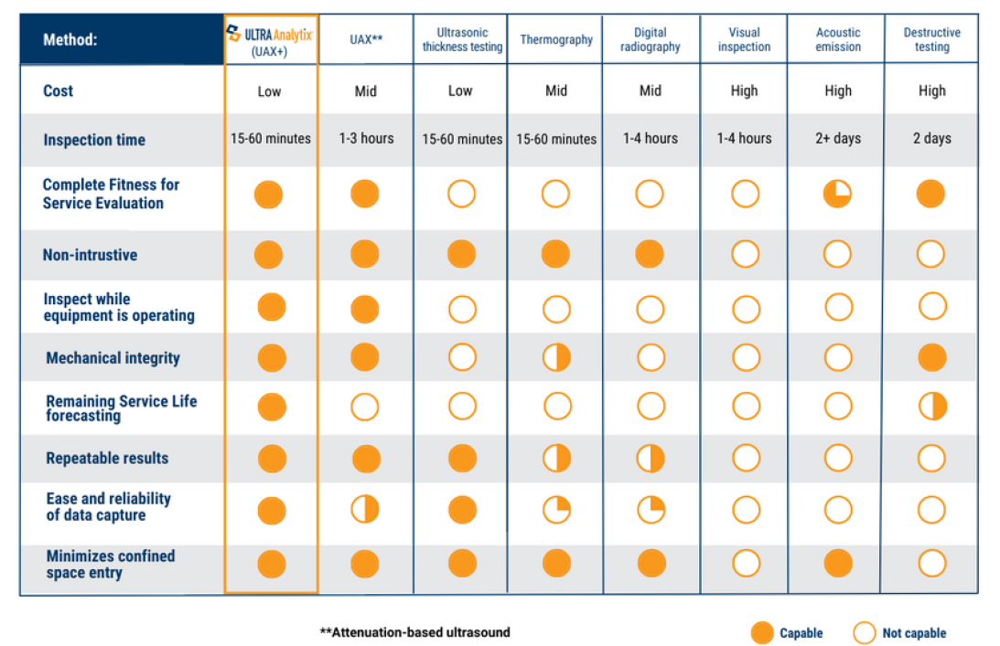 Method:
ULTRA Analytix
(UAX+)
UAX**
Ultrasonic
thickness testing
Thermography
Digital
radiography
Visual
inspection
Acoustic
emission
Destructive
testing
Cost
Low
Mid
Low
Mid
Mid
High
High
High
Inspection time
15-60 minutes
1-3 hours
15-60 minutes
15-60 minutes
1-4 hours
1-4 hours
2+ days
2 days
Complete Fitness for
Service Evaluation
Non-intrustive
Inspect while
equipment is operating
Mechanical integrity
Remaining Service Life
forecasting
Repeatable results
Ease and reliability
of data capture
Minimizes confined
space entry
**Attenuation-based ultrasound
Capable
Not capable